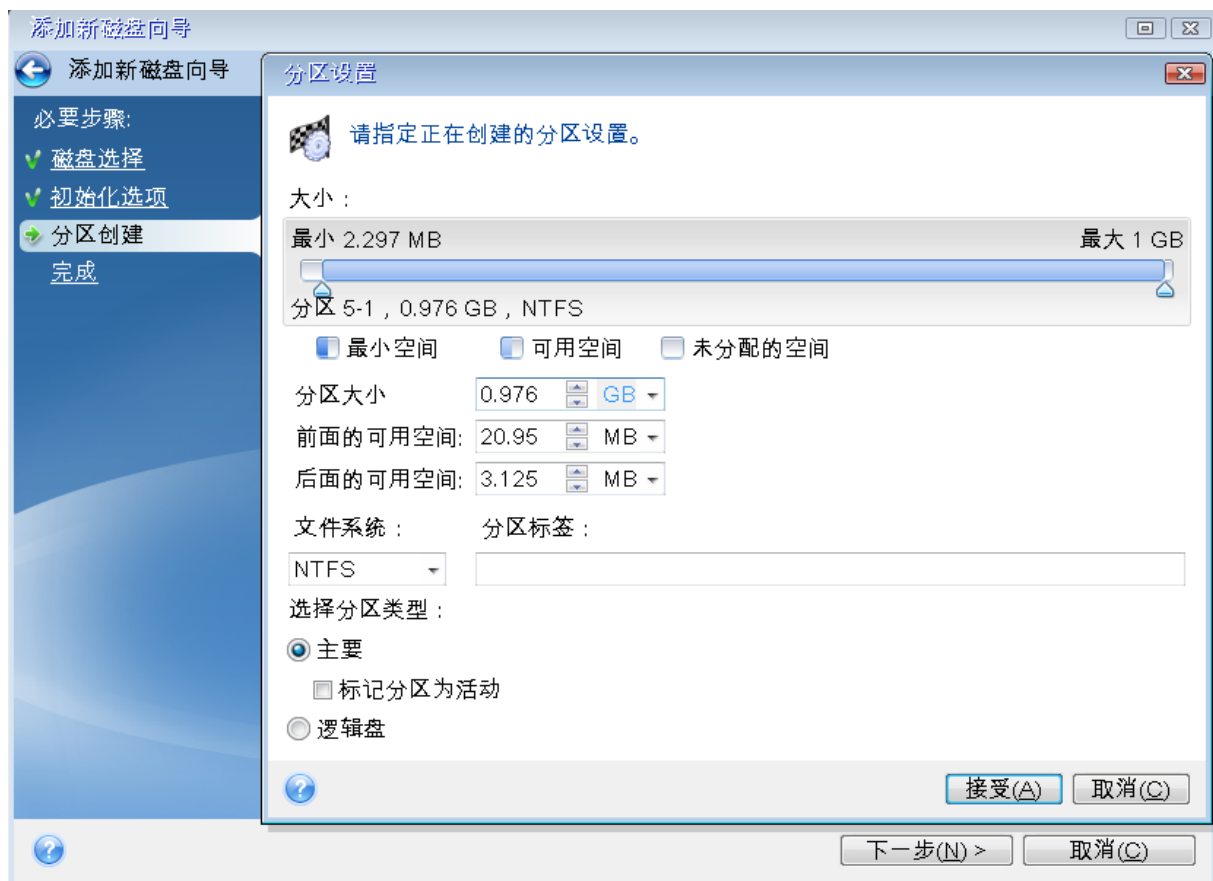 添加新磁盘向导
添加新磁盘向导
必要步骤:
磁盘选择
初始化选项
分区创建
完成
分区设置
请指定正在创建的分区设置。
大小：
最小 2.297 MB 最大 1 GB
分区 5-1 , 0.976 GB , NTFS
最小空间 可用空间 未分配的空间
分区大小 0.976 GB
前面的可用空间: 20.95 MB
后面的可用空间: 3.125 MB
文件系统： 分区标签：
NTFS
选择分区类型：
主要
标记分区为活动
逻辑盘
接受(A) 取消(C)
下一步(N) > 取消(C)